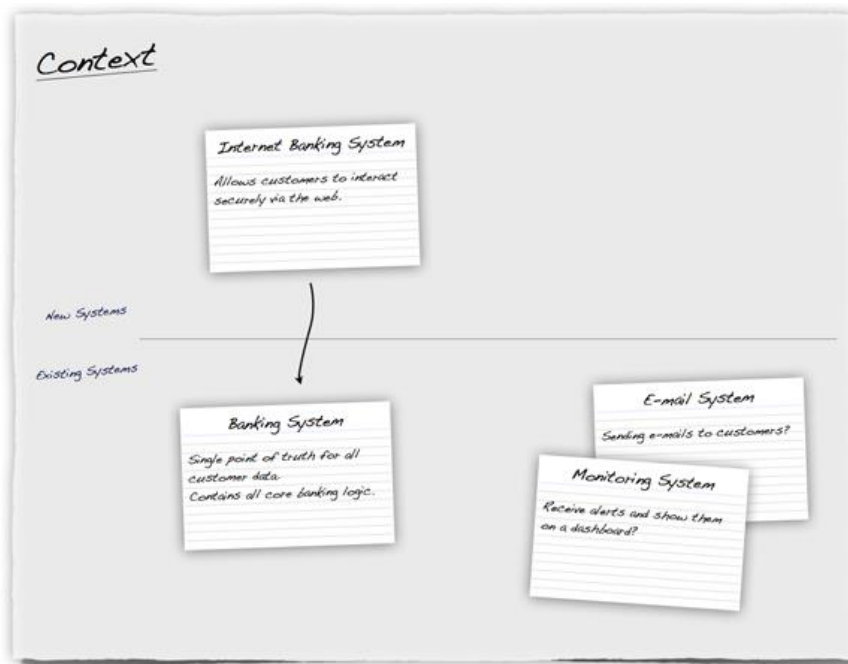 Context
Internet Banking System
Allows customers to interact
securely via the web.
New Systems
Existing Systems
Banking System
Single point of truth for all
customer data.
Contains all core banking logic.
E-mail System
Sending e-mails to customers?
Monitoring System
Receive alerts and show them
on a dashboard?